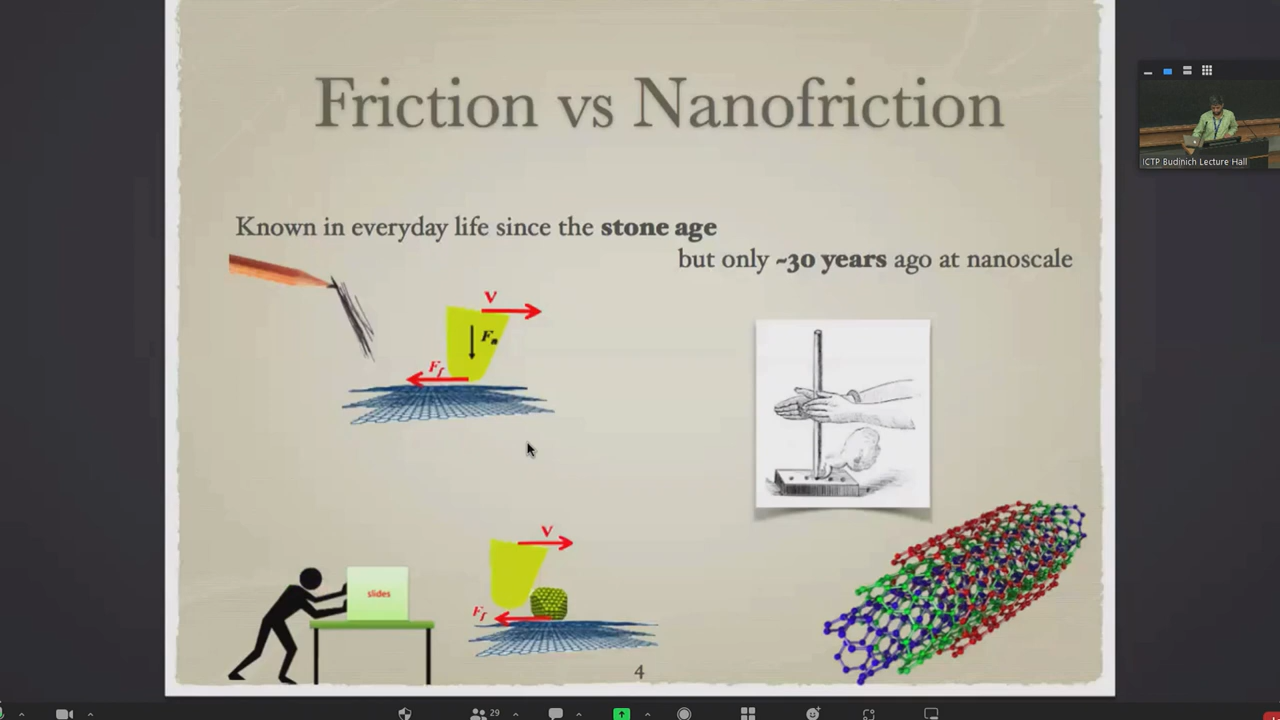 Friction vs Nanofriction
ICTP Budinich Lecture Hall
Known in everyday life since the stone age
but only ~30 years ago at nanoscale
v
Fn
Ff
v
slides
Ff
4
29